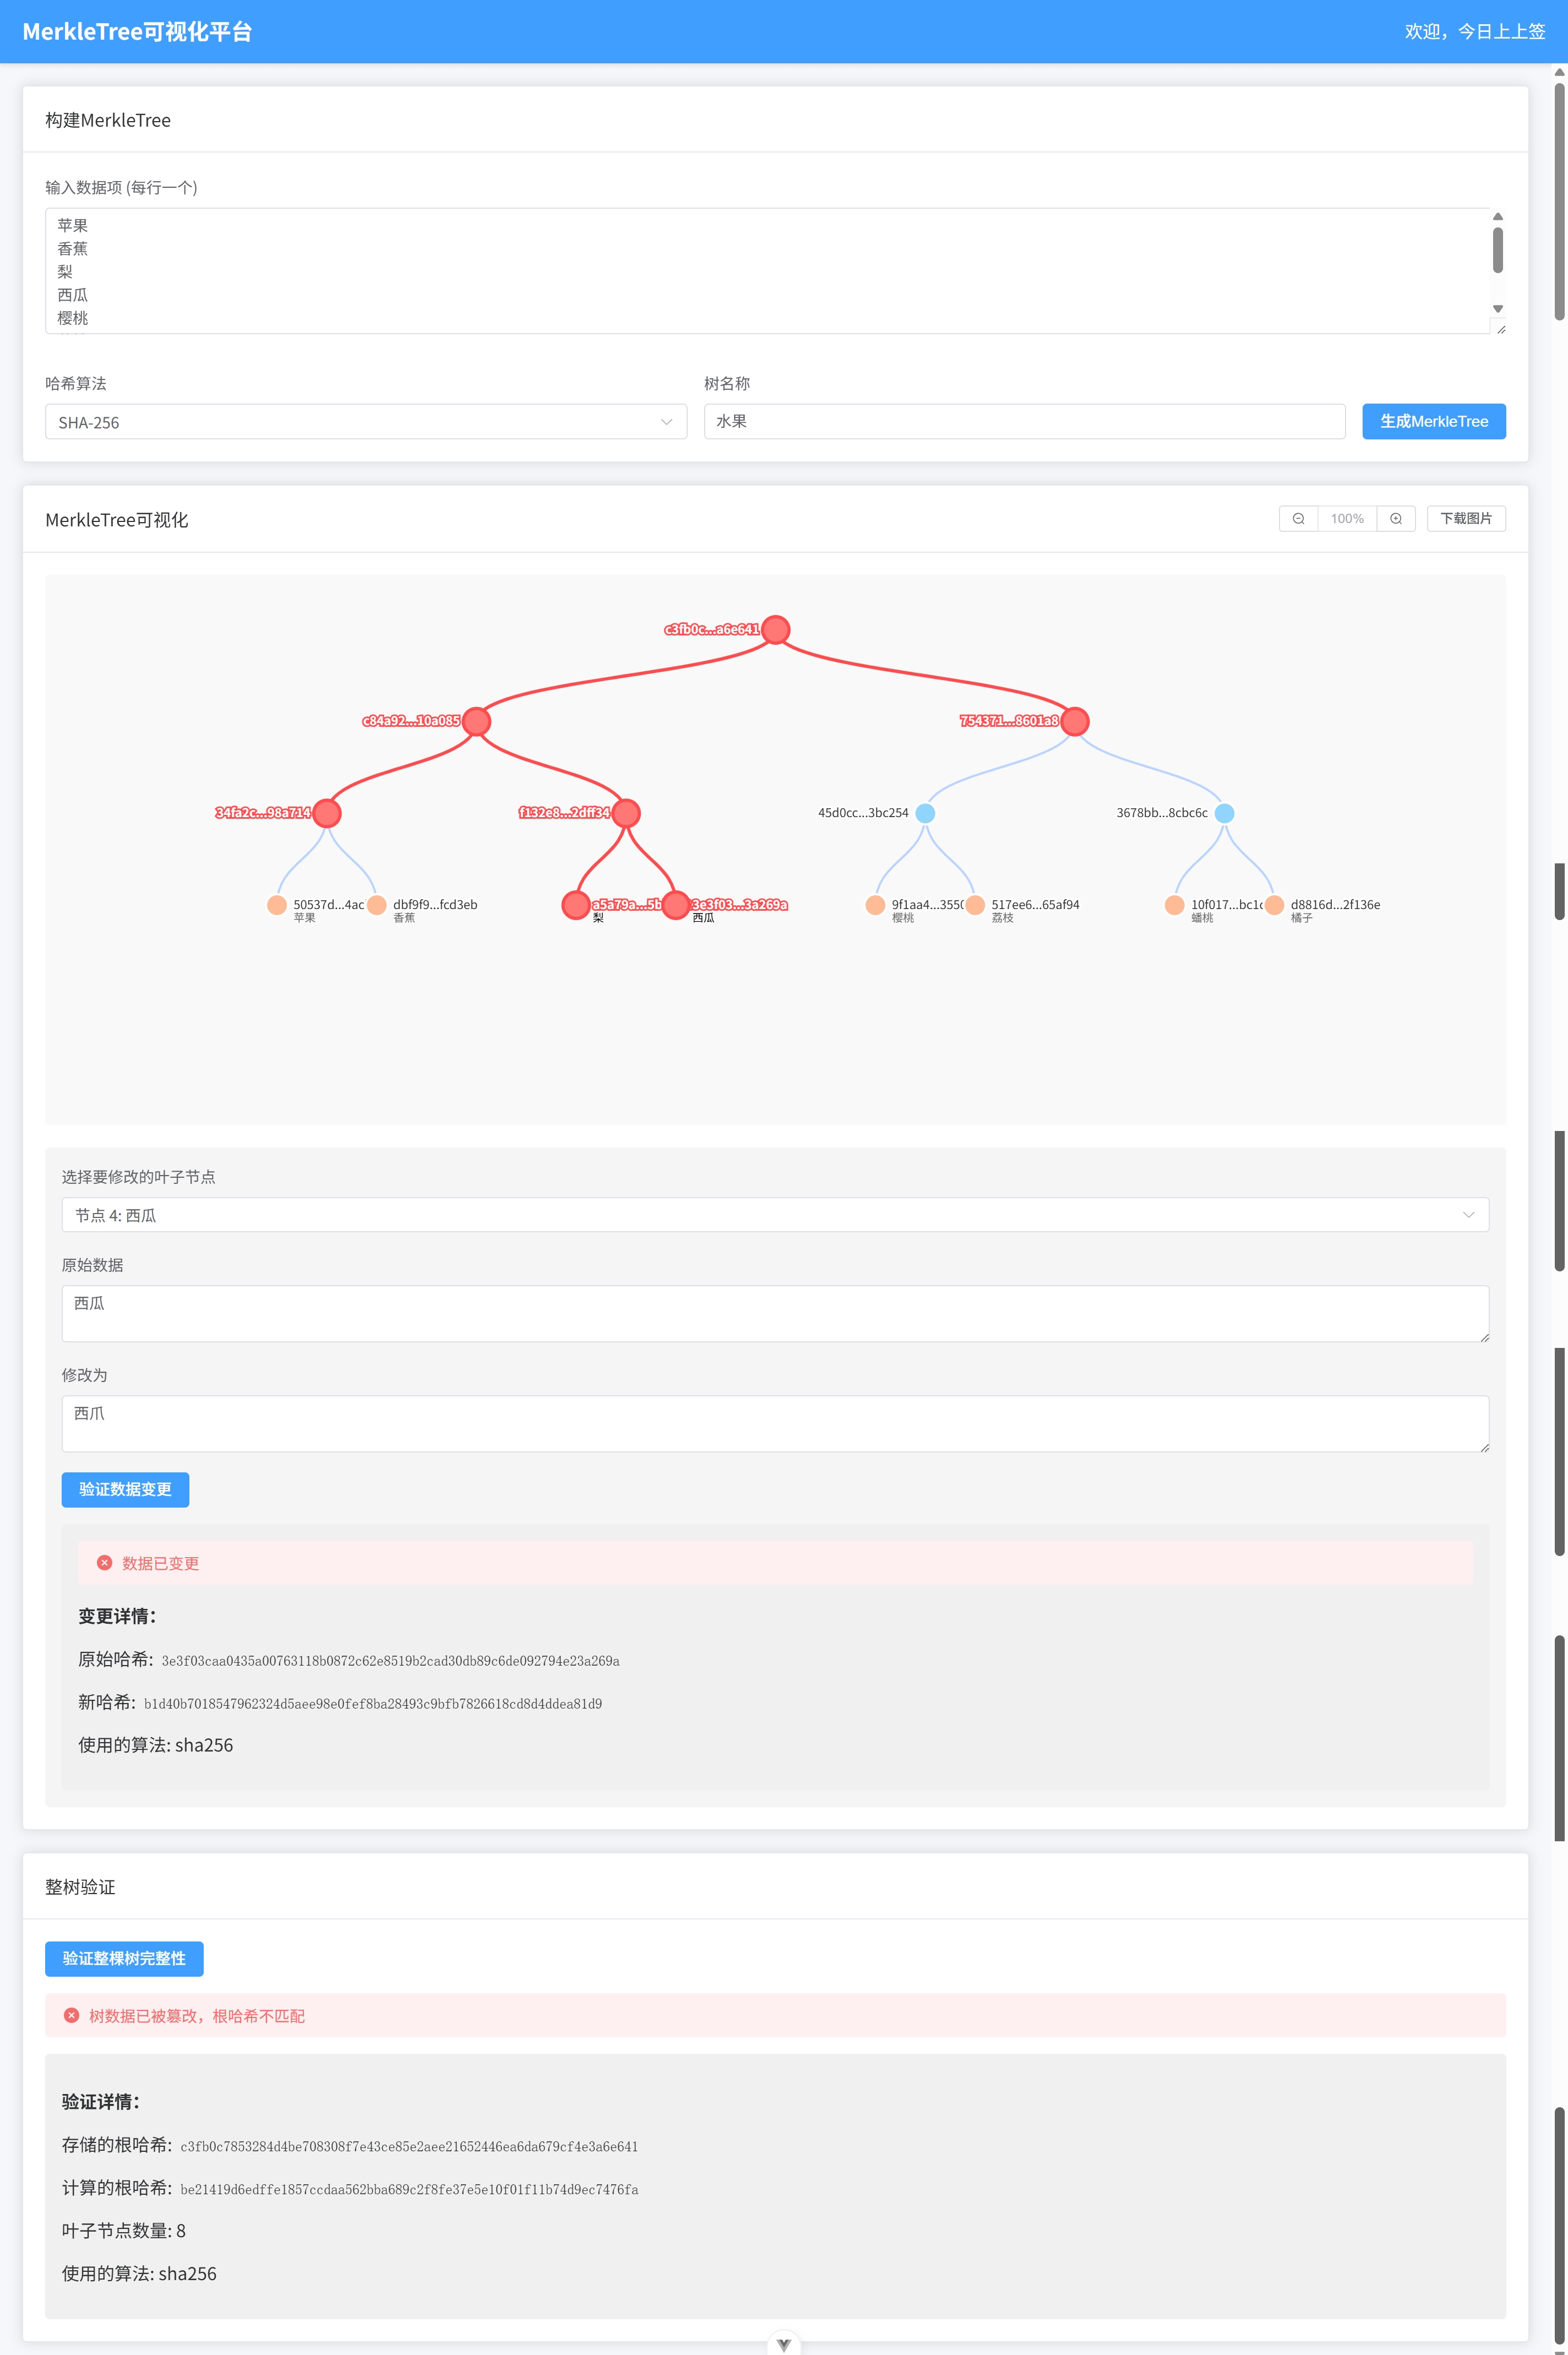 MerkleTree可视化平台
欢迎，今日上上签
构建MerkleTree
输入数据项 (每行一个)
苹果
香蕉
梨
西瓜
樱桃
哈希算法
树名称
SHA-256
水果
生成MerkleTree
MerkleTree可视化
100%
下载图片
c3fb0c...a6e641
c84a92...10a085
754371...8601a8
34fa2c...98a714
f132e8...2dff34
45d0cc...3bc254
3678bb...8cbc6c
50537d...4ac
苹果
dbf9f9...fcd3eb
香蕉
a5a79a...5b
梨
3e3f03...3a269a
西瓜
9f1aa4...3550
樱桃
517ee6...65af94
荔枝
10f017...bc1
蟠桃
d8816d...2f136e
橘子
选择要修改的叶子节点
节点 4: 西瓜
原始数据
西瓜
修改为
西爪
验证数据变更
数据已变更
变更详情：
原始哈希: 3e3f03caa0435a00763118b0872c62e8519b2cad30db89c6de092794e23a269a
新哈希: b1d40b7018547962324d5aee98e0fef8ba28493c9bfb7826618cd8d4ddea81d9
使用的算法: sha256
整树验证
验证整棵树完整性
树数据已被篡改，根哈希不匹配
验证详情：
存储的根哈希: c3fb0c7853284d4be708308f7e43ce85e2aee21652446ea6da679cf4e3a6e641
计算的根哈希: be21419d6edffe1857ccdaa562bba689c2f8fe37e5e10f01f11b74d9ec7476fa
叶子节点数量: 8
使用的算法: sha256